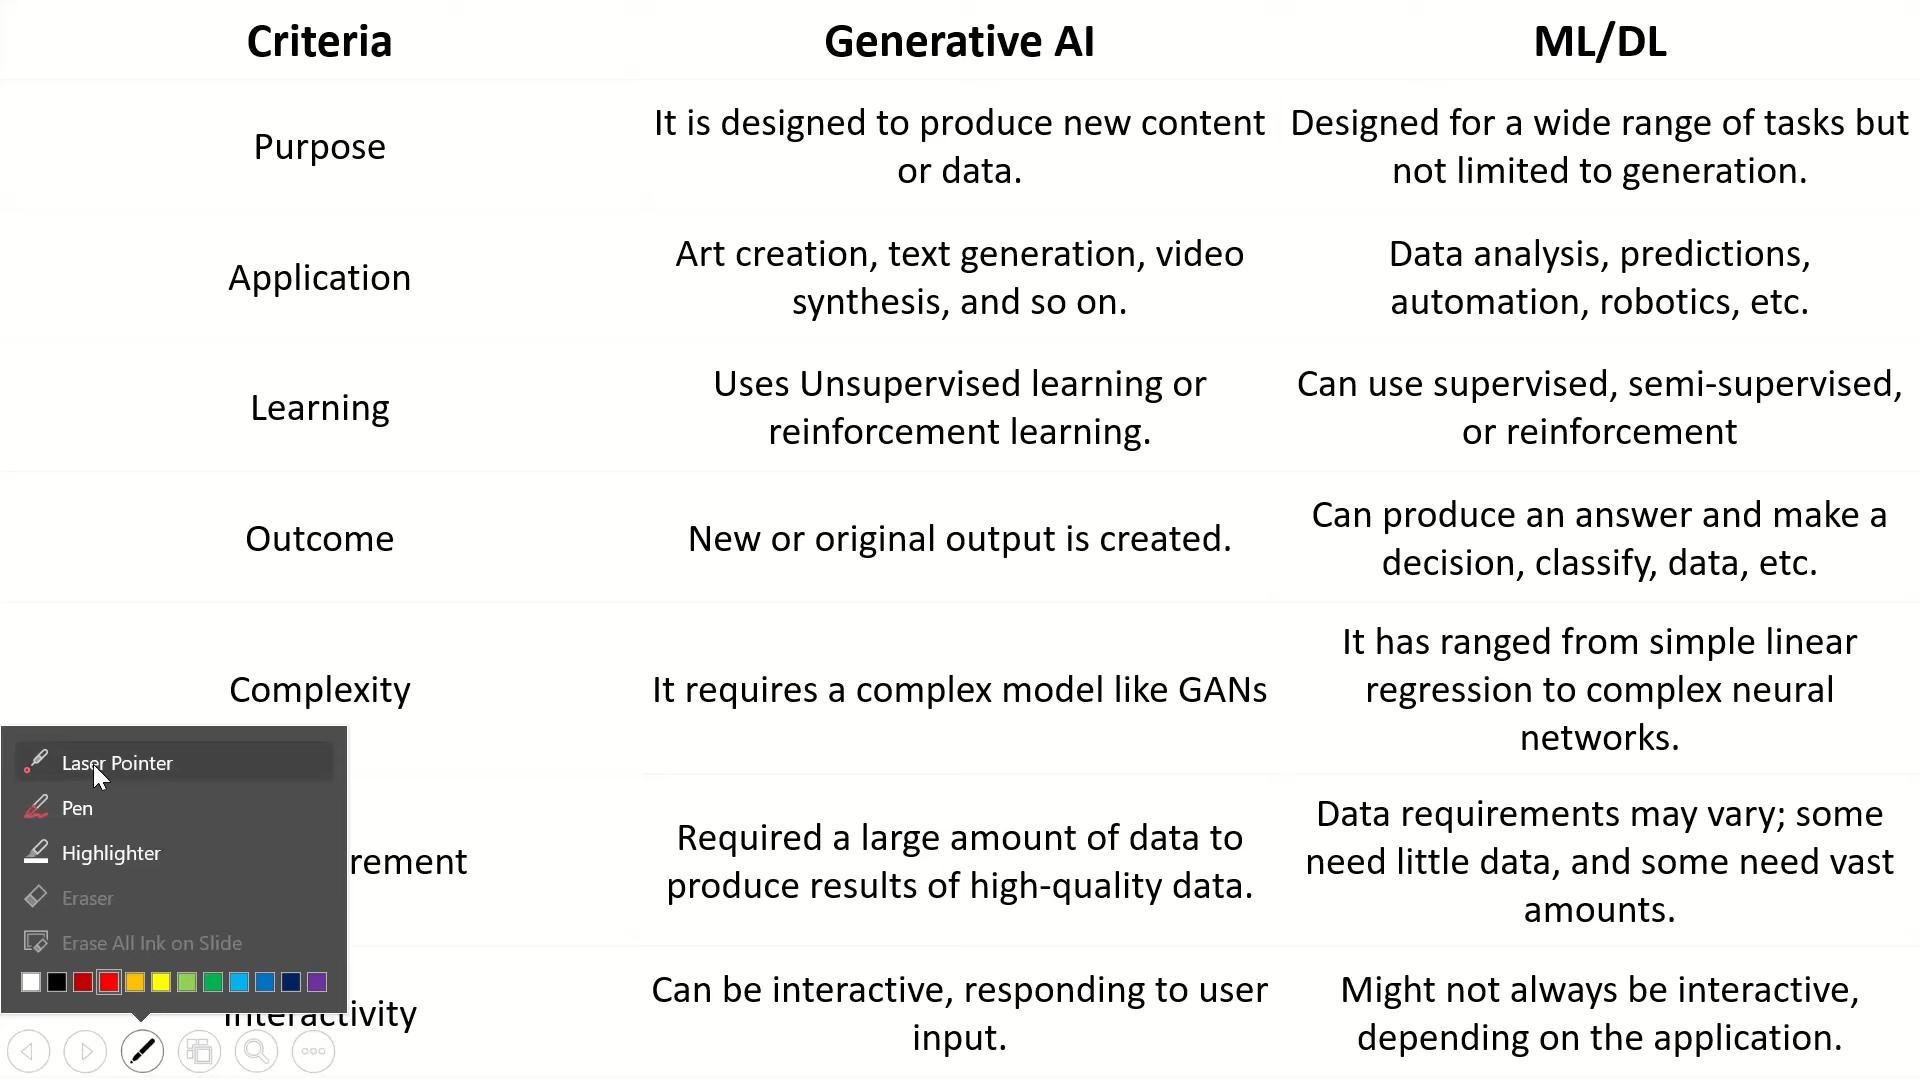 Criteria
Generative AI
ML/DL
Purpose
It is designed to produce new content
or data.
Designed for a wide range of tasks but
not limited to generation.
Application
Art creation, text generation, video
synthesis, and so on.
Data analysis, predictions,
automation, robotics, etc.
Learning
Uses Unsupervised learning or
reinforcement learning.
Can use supervised, semi-supervised,
or reinforcement
Outcome
New or original output is created.
Can produce an answer and make a
decision, classify, data, etc.
Complexity
It requires a complex model like GANs
It has ranged from simple linear
regression to complex neural
networks.
rement
Required a large amount of data to
produce results of high-quality data.
Data requirements may vary; some
need little data, and some need vast
amounts.
Interactivity
Can be interactive, responding to user
input.
Might not always be interactive,
depending on the application.
Laser Pointer
Pen
Highlighter
Eraser
Erase All Ink on Slide